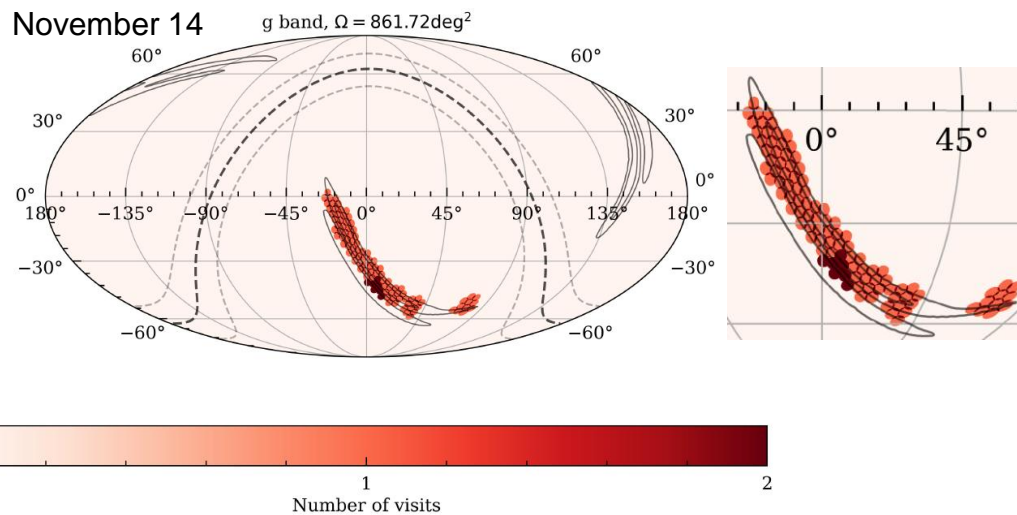 November 14
g band, Ω = 861.72deg²
60° 60°
30° 30°
0° 0°
180° −135° −90° −45° 0° 45° 90° 135° 180°
−30° −30°
−60° −60°
0° 45°
1 2
Number of visits